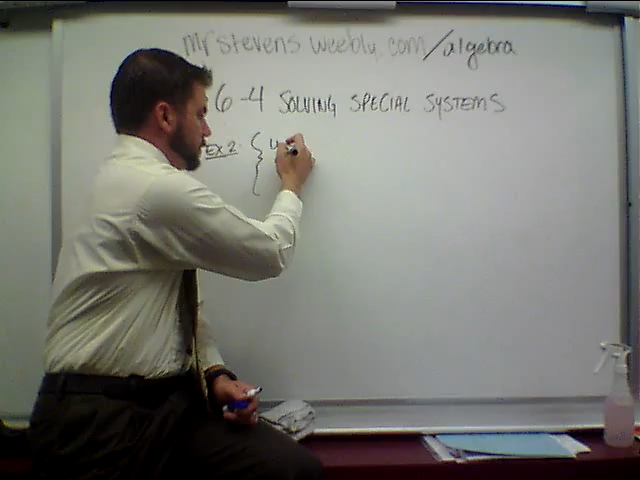 mrstevens.weebly.com/algebra
6-4 SOLVING SPECIAL SYSTEMS
EX 2 {